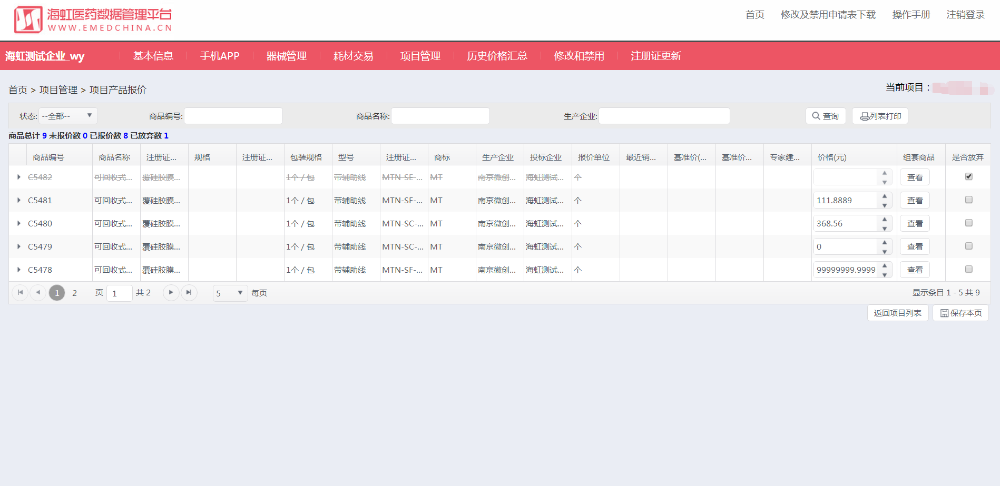 海虹医药数据管理平台
WWW.EMEDCHINA.CN
首页 修改及禁用申请表下载 操作手册 注销登录
海虹测试企业_wy 基本信息 手机APP 器械管理 耗材交易 项目管理 历史价格汇总 修改和禁用 注册证更新
首页 > 项目管理 > 项目产品报价
当前项目：
状态: --全部-- 商品编号: 商品名称: 生产企业: 查询 列表打印
商品总计 9 未报价数 0 已报价数 8 已放弃数 1
商品编号 商品名称 注册证... 规格 注册证... 包装规格 型号 注册证... 商标 生产企业 投标企业 报价单位 最近销... 基准价(... 基准价... 专家建... 价格(元) 组套商品 是否放弃
C5482 可回收式... 覆硅胶膜... 1个 / 包 带辅助线 MTN-SE-... MT 南京微创... 海虹测试... 个 查看
C5481 可回收式... 覆硅胶膜... 1个 / 包 带辅助线 MTN-SF-... MT 南京微创... 海虹测试... 个 111.8889 查看
C5480 可回收式... 覆硅胶膜... 1个 / 包 带辅助线 MTN-SC-... MT 南京微创... 海虹测试... 个 368.56 查看
C5479 可回收式... 覆硅胶膜... 1个 / 包 带辅助线 MTN-SC-... MT 南京微创... 海虹测试... 个 0 查看
C5478 可回收式... 覆硅胶膜... 1个 / 包 带辅助线 MTN-SF-... MT 南京微创... 海虹测试... 个 99999999.9999 查看
1 2 页 1 共 2 5 每页 显示条目 1 - 5 共 9
返回项目列表 保存本页